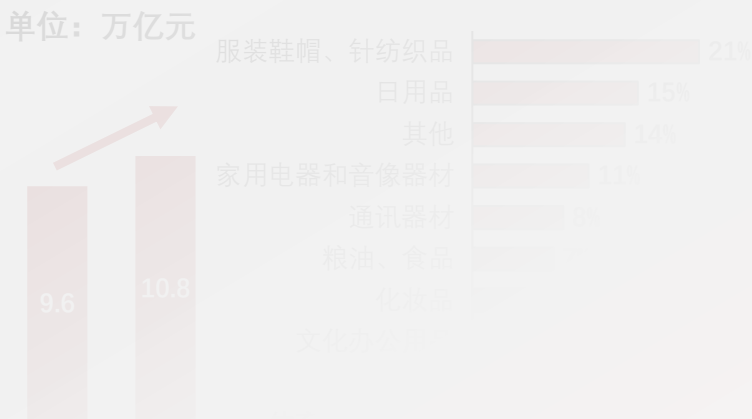 单位：万亿元
服装鞋帽、针纺织品 21%
日用品 15%
其他 14%
家用电器和音像器材 11%
通讯器材
粮油、食品
化妆品
文化办公
9.6
10.8